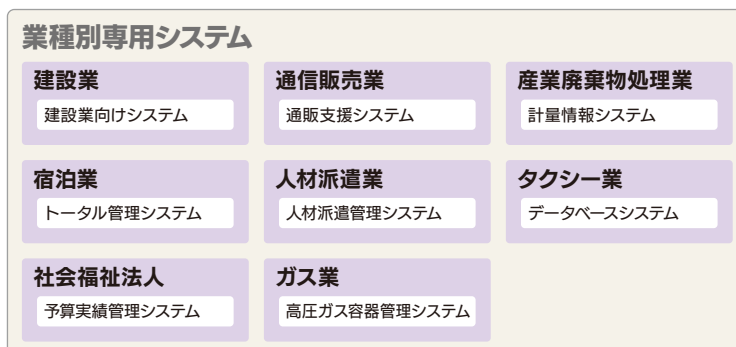 業種別専用システム
建設業
建設業向けシステム
通信販売業
通販支援システム
産業廃棄物処理業
計量情報システム
宿泊業
トータル管理システム
人材派遣業
人材派遣管理システム
タクシー業
データベースシステム
社会福祉法人
予算実績管理システム
ガス業
高圧ガス容器管理システム